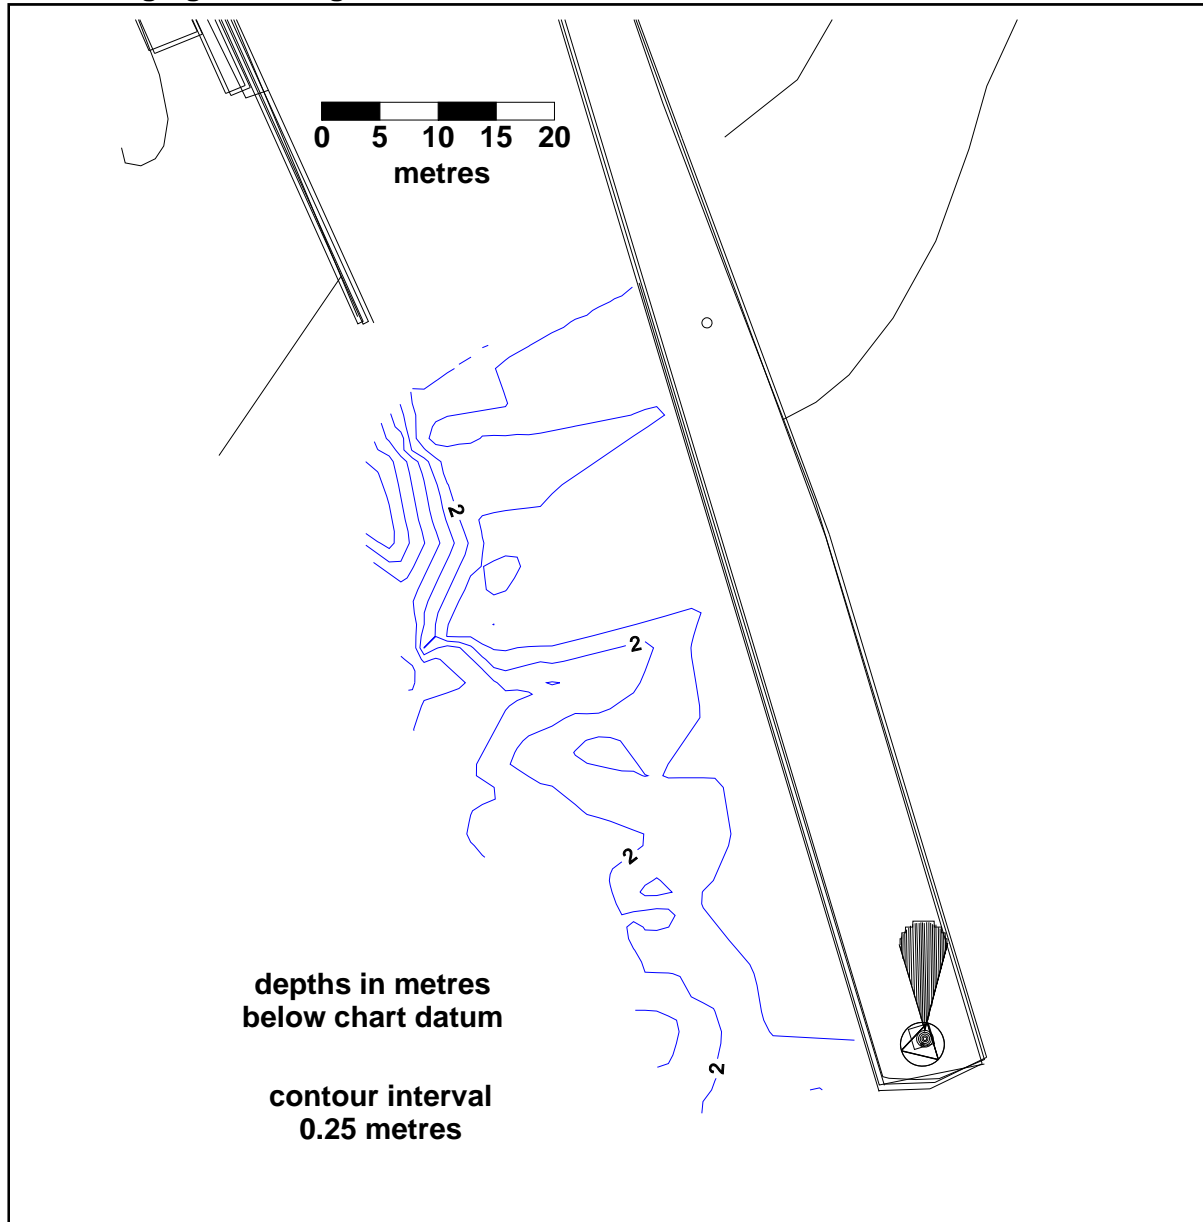 0 5 10 15 20
metres
2
2
2
depths in metres
below chart datum
2
contour interval
0.25 metres